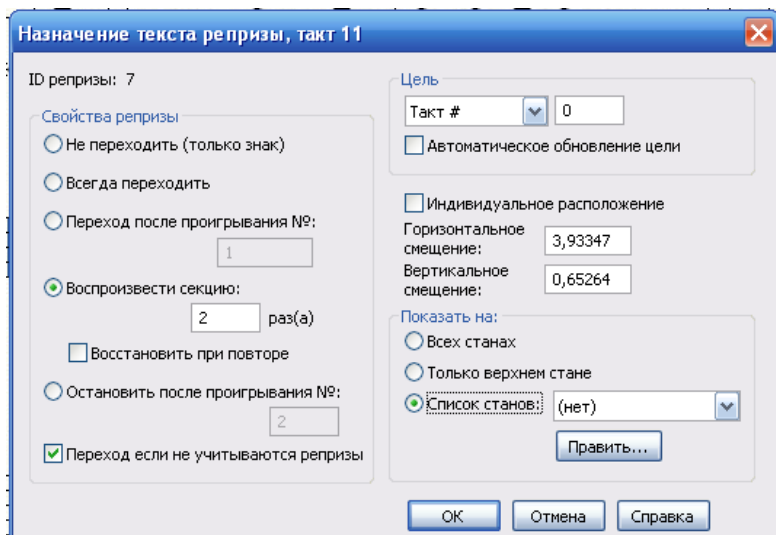 Назначение текста репризы, такт 11
ID репризы: 7
Свойства репризы
Не переходить (только знак)
Всегда переходить
Переход после проигрывания №:
1
Воспроизвести секцию:
2 раз(а)
Восстановить при повторе
Остановить после проигрывания №:
2
Переход если не учитываются репризы
Цель
Такт # 0
Автоматическое обновление цели
Индивидуальное расположение
Горизонтальное
смещение: 3,93347
Вертикальное
смещение: 0,65264
Показать на:
Всех станах
Только верхнем стане
Список станов: (нет)
Править...
ОК Отмена Справка